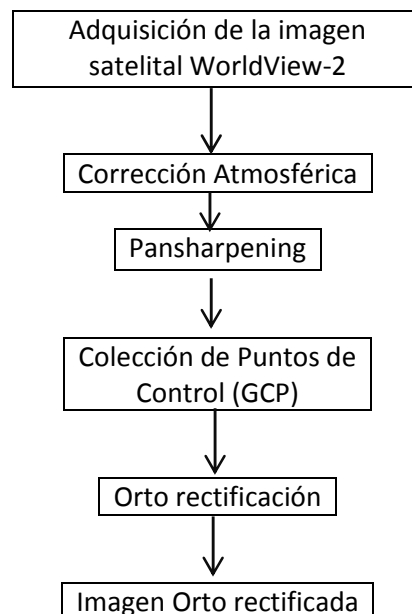 Adquisición de la imagen
satelital WorldView-2
Corrección Atmosférica
Pansharpening
Colección de Puntos de
Control (GCP)
Orto rectificación
Imagen Orto rectificada